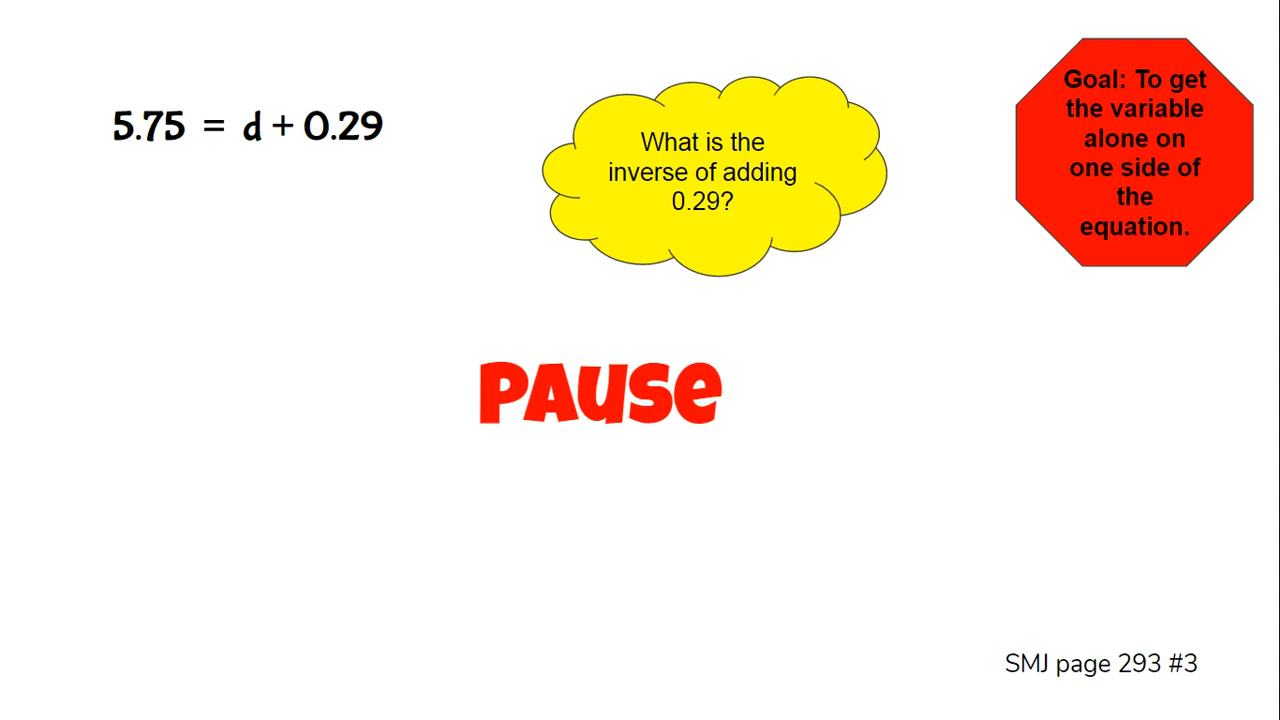 5.75 = d + 0.29
What is the
inverse of adding
0.29?
Goal: To get
the variable
alone on
one side of
the
equation.
PAUSE
SMJ page 293 #3